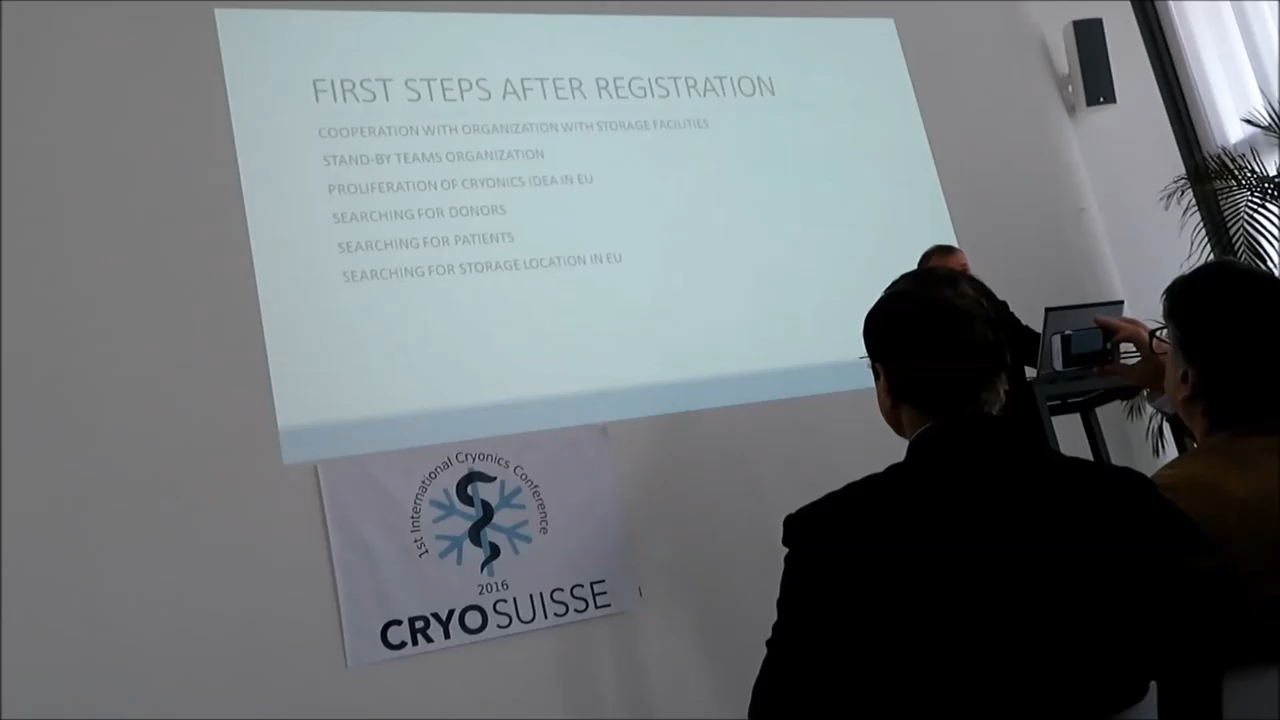 FIRST STEPS AFTER REGISTRATION
COOPERATION WITH ORGANIZATION WITH STORAGE FACILITIES
STAND-BY TEAMS ORGANIZATION
PROLIFERATION OF CRYONICS IDEA IN EU
SEARCHING FOR DONORS
SEARCHING FOR PATIENTS
SEARCHING FOR STORAGE LOCATION IN EU
1st International Cryonics Conference
2016
CRYOSUISSE